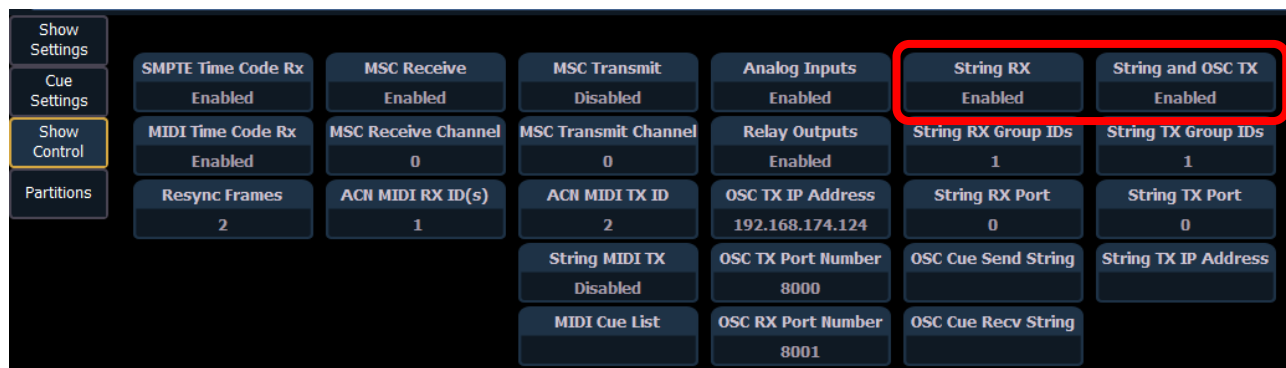 Show
Settings
Cue
Settings
Show
Control
Partitions
SMPTE Time Code Rx MSC Receive MSC Transmit Analog Inputs String RX String and OSC TX
Enabled Enabled Disabled Enabled Enabled Enabled
MIDI Time Code Rx MSC Receive Channel MSC Transmit Channel Relay Outputs String RX Group IDs String TX Group IDs
Enabled 0 0 Enabled 1 1
Resync Frames ACN MIDI RX ID(s) ACN MIDI TX ID OSC TX IP Address String RX Port String TX Port
2 1 2 192.168.174.124 0 0
String MIDI TX OSC TX Port Number OSC Cue Send String String TX IP Address
Disabled 8000
MIDI Cue List OSC RX Port Number OSC Cue Recv String
8001